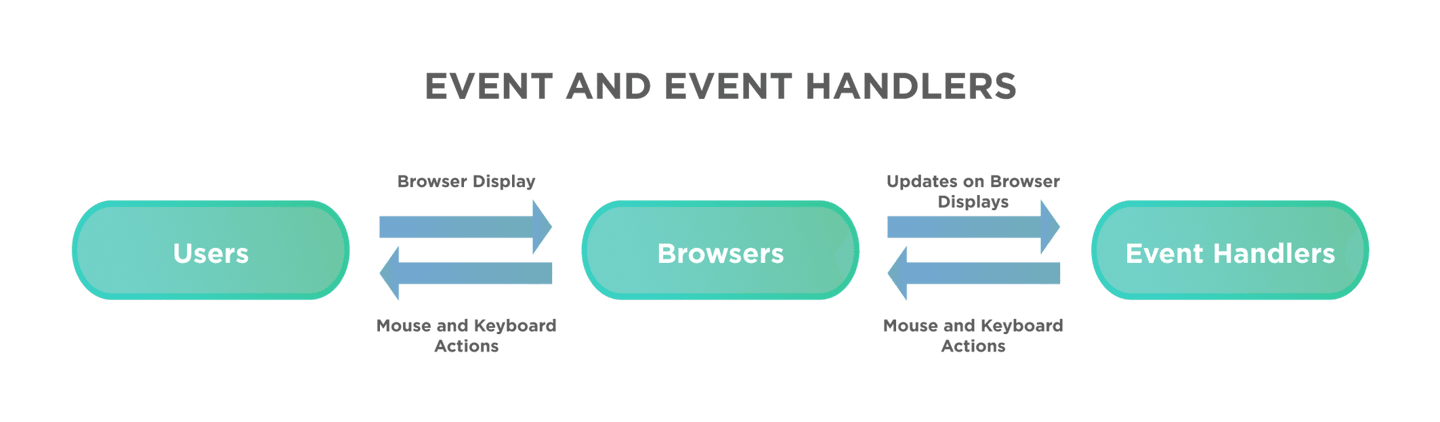 EVENT AND EVENT HANDLERS
Browser Display
Updates on Browser
Displays
Users
Browsers
Event Handlers
Mouse and Keyboard
Actions
Mouse and Keyboard
Actions